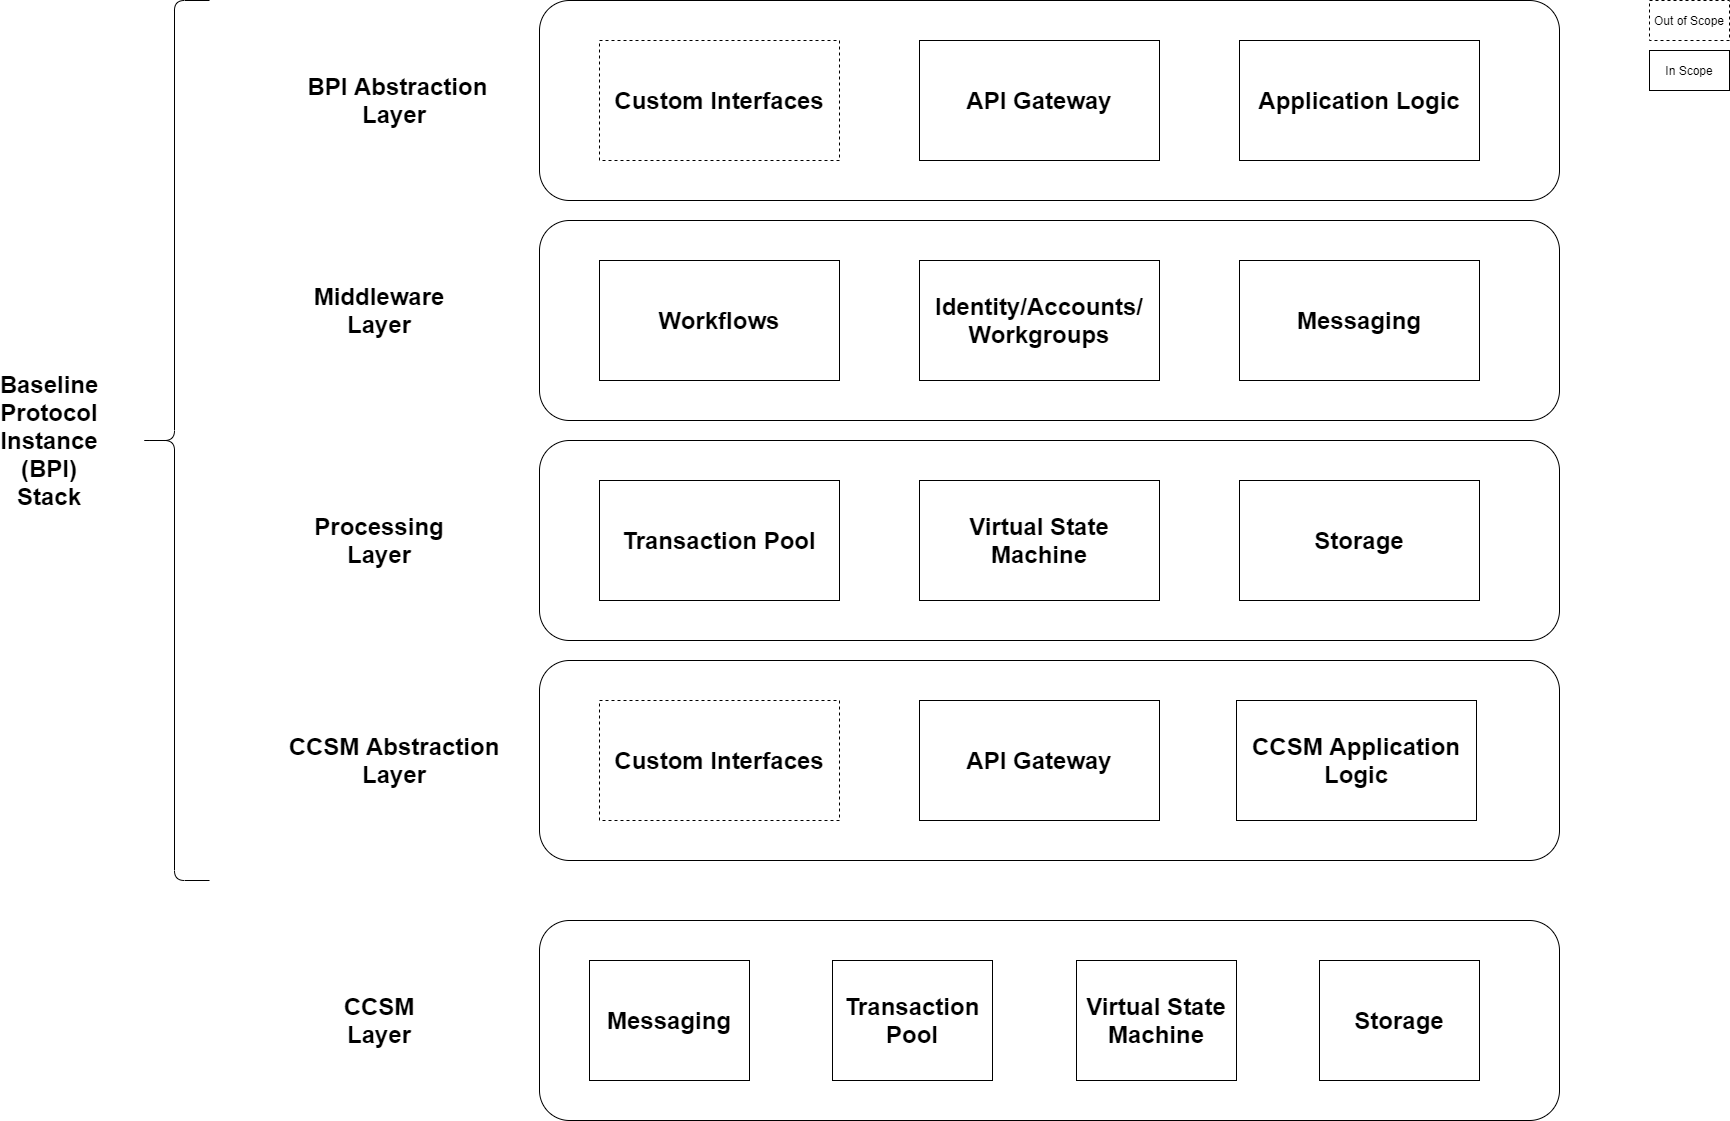 Out of Scope
In Scope
BPI Abstraction
Layer
Custom Interfaces
API Gateway
Application Logic
Middleware
Layer
Workflows
Identity/Accounts/
Workgroups
Messaging
Baseline
Protocol
Instance
(BPI)
Stack
Processing
Layer
Transaction Pool
Virtual State
Machine
Storage
CCSM Abstraction
Layer
Custom Interfaces
API Gateway
CCSM Application
Logic
CCSM
Layer
Messaging
Transaction
Pool
Virtual State
Machine
Storage